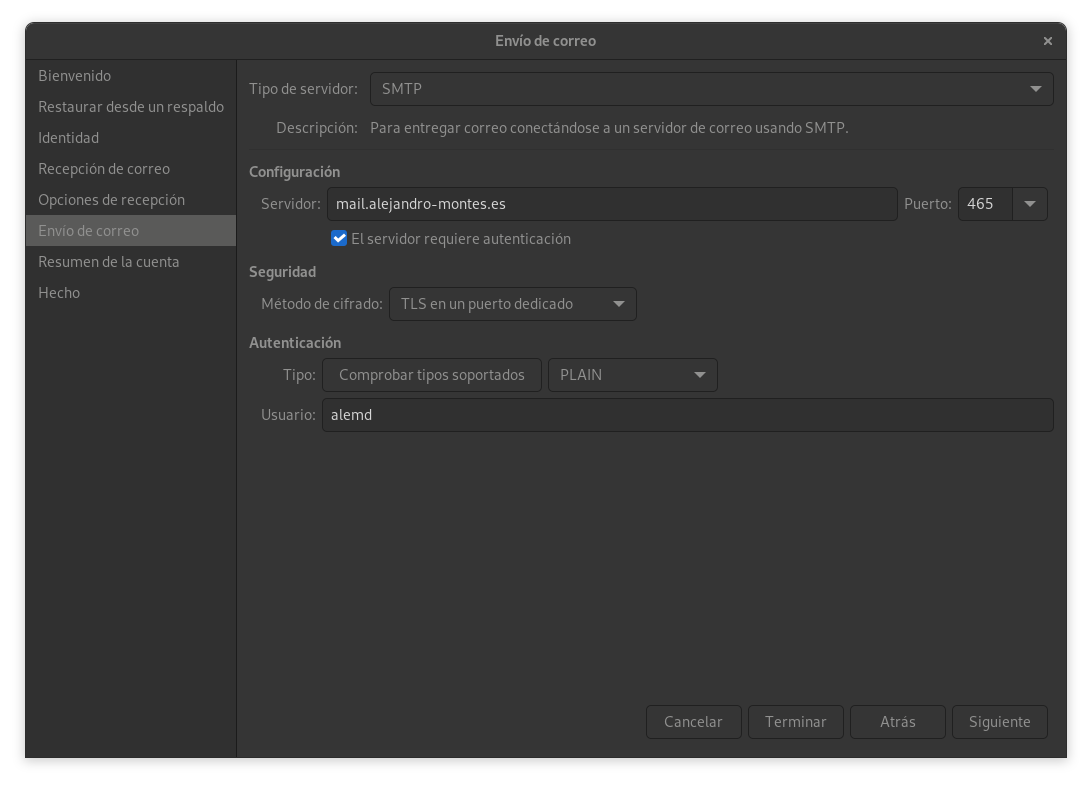 Envío de correo
Bienvenido
Restaurar desde un respaldo
Identidad
Recepción de correo
Opciones de recepción
Envío de correo
Resumen de la cuenta
Hecho
Tipo de servidor: SMTP
Descripción: Para entregar correo conectándose a un servidor de correo usando SMTP.
Configuración
Servidor: mail.alejandro-montes.es Puerto: 465
El servidor requiere autenticación
Seguridad
Método de cifrado: TLS en un puerto dedicado
Autenticación
Tipo: Comprobar tipos soportados PLAIN
Usuario: alemd
Cancelar Terminar Atrás Siguiente